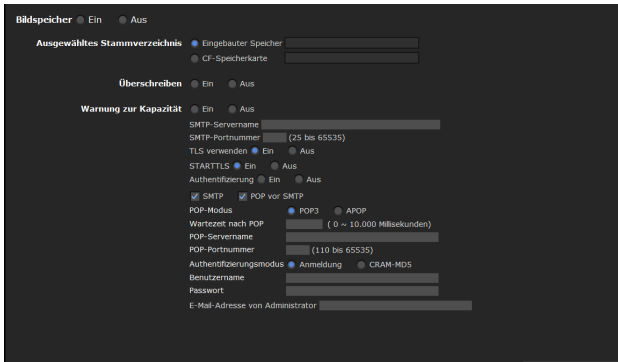 Bildspeicher Ein Aus
Ausgewähltes Stammverzeichnis Eingebauter Speicher
CF-Speicherkarte
Überschreiben Ein Aus
Warnung zur Kapazität Ein Aus
SMTP-Servername
SMTP-Portnummer (25 bis 65535)
TLS verwenden Ein Aus
STARTTLS Ein Aus
Authentifizierung Ein Aus
SMTP POP vor SMTP
POP-Modus POP3 APOP
Wartezeit nach POP ( 0 ~ 10.000 Millisekunden)
POP-Servername
POP-Portnummer (110 bis 65535)
Authentifizierungsmodus Anmeldung CRAM-MD5
Benutzername
Passwort
E-Mail-Adresse von Administrator